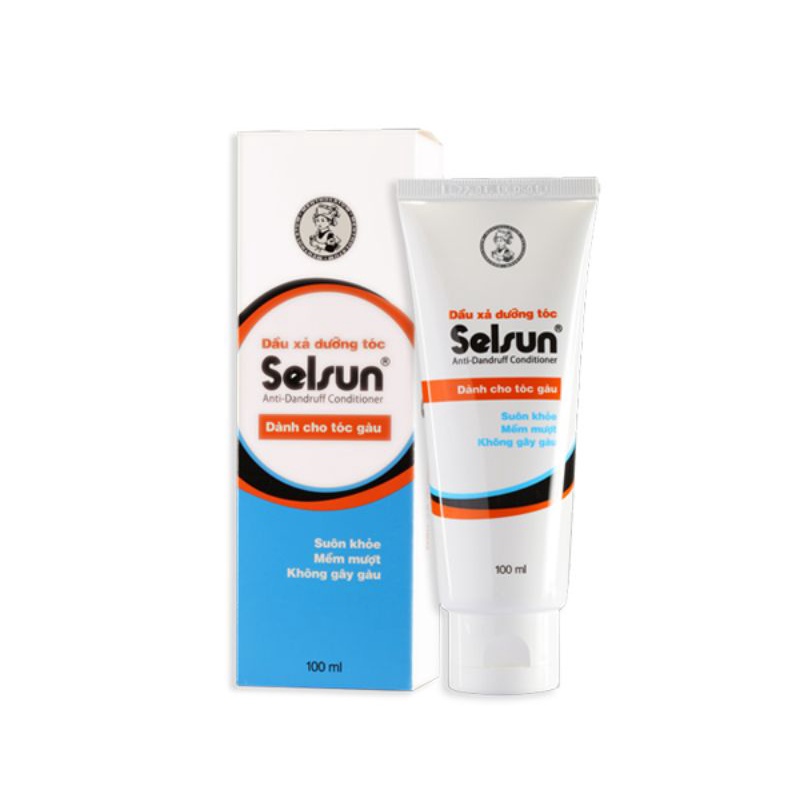 Dầu xả dưỡng tóc
Selsun®
Anti-Dandruff Conditioner
Dành cho tóc gàu
Suôn khỏe
Mềm mượt
Không gây gàu
100 ml
Dầu xả dưỡng tóc
Selsun®
Anti-Dandruff Conditioner
Dành cho tóc gàu
Suôn khỏe
Mềm mượt
Không gây gàu
100 ml